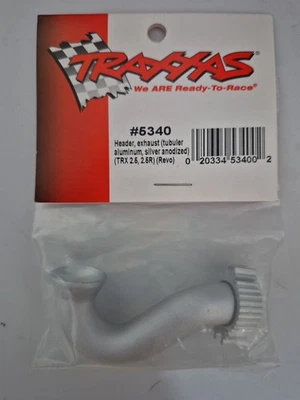 TRAXXAS
We ARE Ready-To-Race!
#5340
Header, exhaust (tubuler
aluminum, silver anodized)
(TRX 2.5, 2.5R) (Revo)
0 20334 53400 2